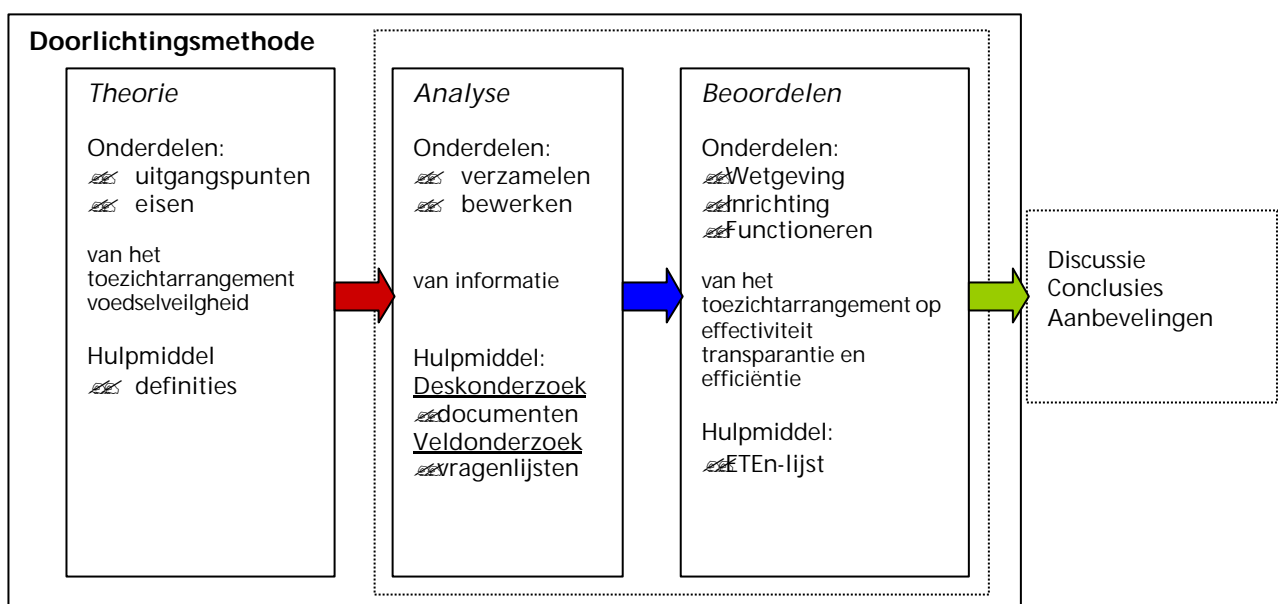 Doorlichtingsmethode
Theorie
Onderdelen:
uitgangspunten
eisen
van het
toezichtarrangement
voedselveilgheid
Hulpmiddel
definities
Analyse
Onderdelen:
verzamelen
bewerken
van informatie
Hulpmiddel:
Deskonderzoek
documenten
Veldonderzoek
vragenlijsten
Beoordelen
Onderdelen:
Wetgeving
Inrichting
Functioneren
van het
toezichtarrangement op
effectiviteit
transparantie en
efficiëntie
Hulpmiddel:
ETEn-lijst
Discussie
Conclusies
Aanbevelingen